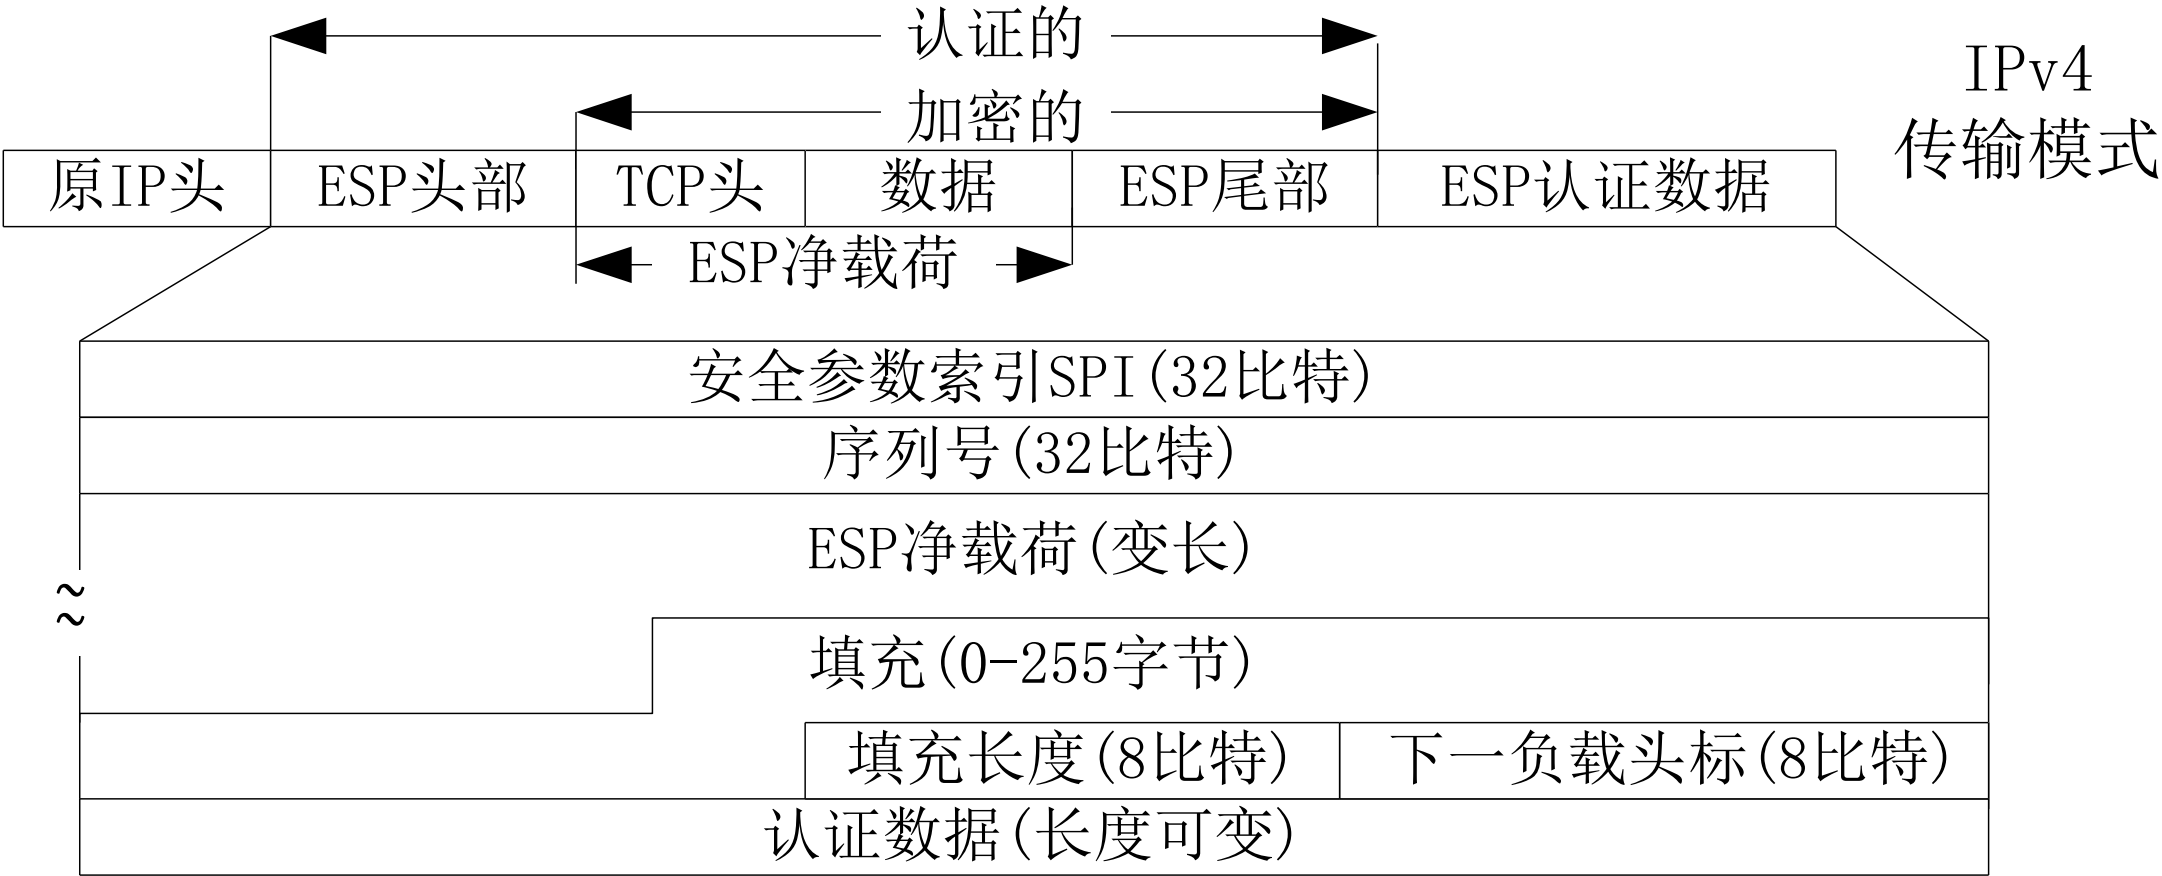 认证的
IPv4
传输模式
加密的
原IP头 ESP头部 TCP头 数据 ESP尾部 ESP认证数据
ESP净载荷
安全参数索引SPI(32比特)
序列号(32比特)
ESP净载荷(变长)
~
~
填充(0-255字节)
填充长度(8比特) 下一负载头标(8比特)
认证数据(长度可变)